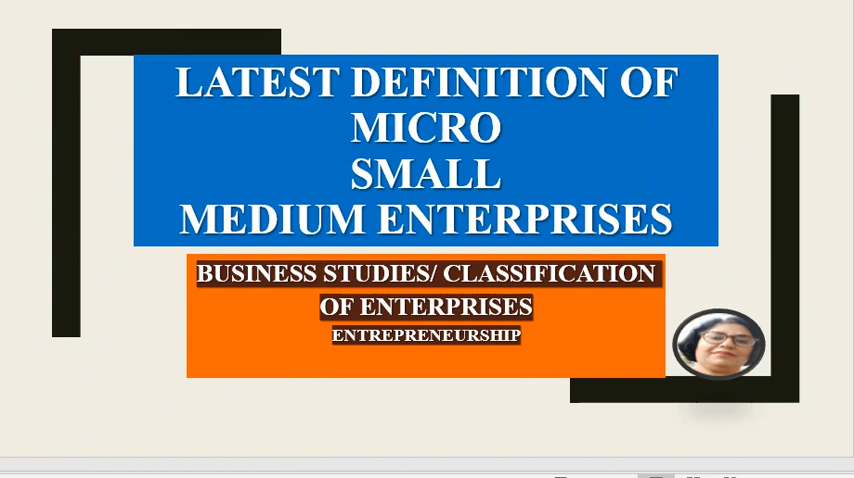 LATEST DEFINITION OF
MICRO
SMALL
MEDIUM ENTERPRISES
BUSINESS STUDIES/ CLASSIFICATION
OF ENTERPRISES
ENTREPRENEURSHIP